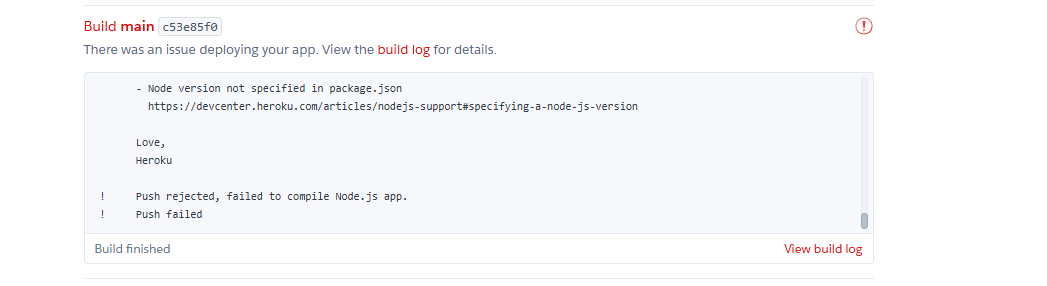 Build main c53e85f0
There was an issue deploying your app. View the build log for details.
- Node version not specified in package.json
https://devcenter.heroku.com/articles/nodejs-support#specifying-a-node-js-version
Love,
Heroku
! Push rejected, failed to compile Node.js app.
! Push failed
Build finished
View build log